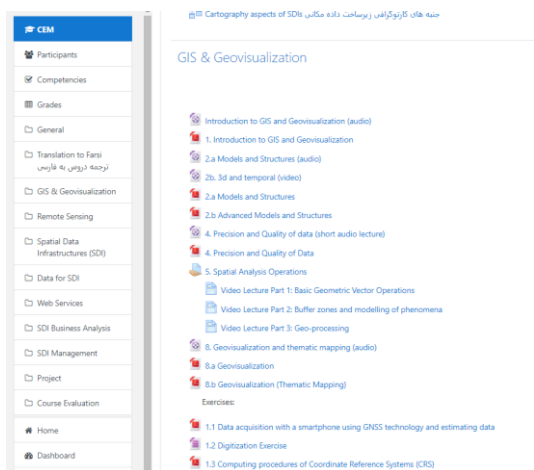 CEM
Participants
Competencies
Grades
General
Translation to Farsi
ترجمه دروس به فارسی
GIS & Geovisualization
Remote Sensing
Spatial Data
Infrastructures (SDI)
Data for SDI
Web Services
SDI Business Analysis
SDI Management
Project
Course Evaluation
Home
Dashboard
Cartography aspects of SDIs جنبه های کارتوگرافی زیرساخت داده مکانی
GIS & Geovisualization
Introduction to GIS and Geovisualization (audio)
1. Introduction to GIS and Geovisualization
2.a Models and Structures (audio)
2b. 3d and temporal (video)
2.a Models and Structures
2.b Advanced Models and Structures
4. Precision and Quality of data (short audio lecture)
4. Precision and Quality of Data
5. Spatial Analysis Operations
Video Lecture Part 1: Basic Geometric Vector Operations
Video Lecture Part 2: Buffer zones and modelling of phenomena
Video Lecture Part 3: Geo-processing
8. Geovisualization and thematic mapping (audio)
8.a Geovisualization
8.b Geovisualization (Thematic Mapping)
Exercises:
1.1 Data acquisition with a smartphone using GNSS technology and estimating data
1.2 Digitization Exercise
1.3 Computing procedures of Coordinate Reference Systems (CRS)